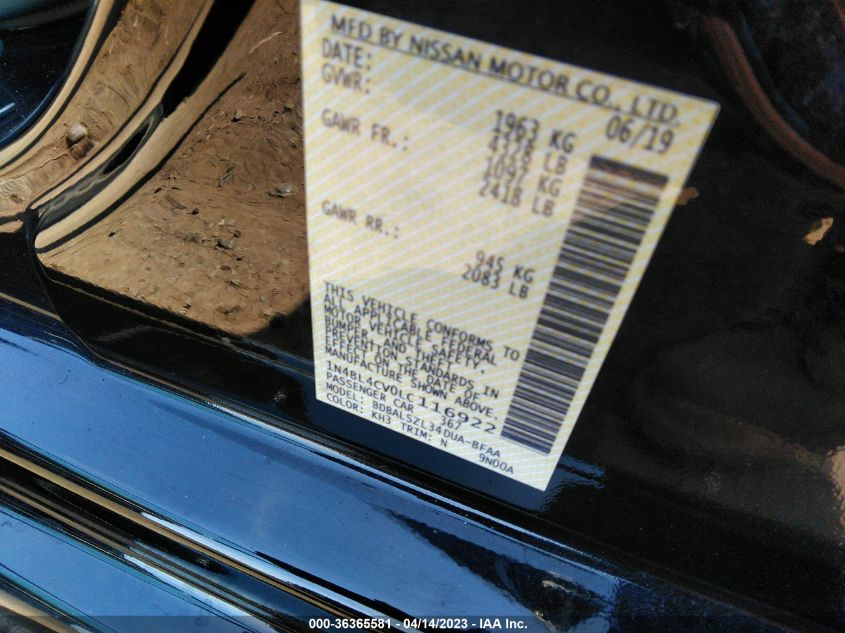 MFD BY NISSAN MOTOR CO., LTD.
DATE: 06/19
GVWR: 1963 KG
4328 LB
GAWR FR.: 1097 KG
2418 LB
GAWR RR.: 945 KG
2083 LB
THIS VEHICLE CONFORMS TO
ALL APPLICABLE FEDERAL
MOTOR VEHICLE SAFETY,
BUMPER, AND THEFT
PREVENTION STANDARDS IN
EFFECT ON THE DATE OF
MANUFACTURE SHOWN ABOVE.
1N4BL4CV0LC116922
PASSENGER CAR 367
MODEL: BDBALSZL34DUA-BFAA
COLOR: KH3 TRIM: N 9N00A
000-36365581 - 04/14/2023 - IAA Inc.